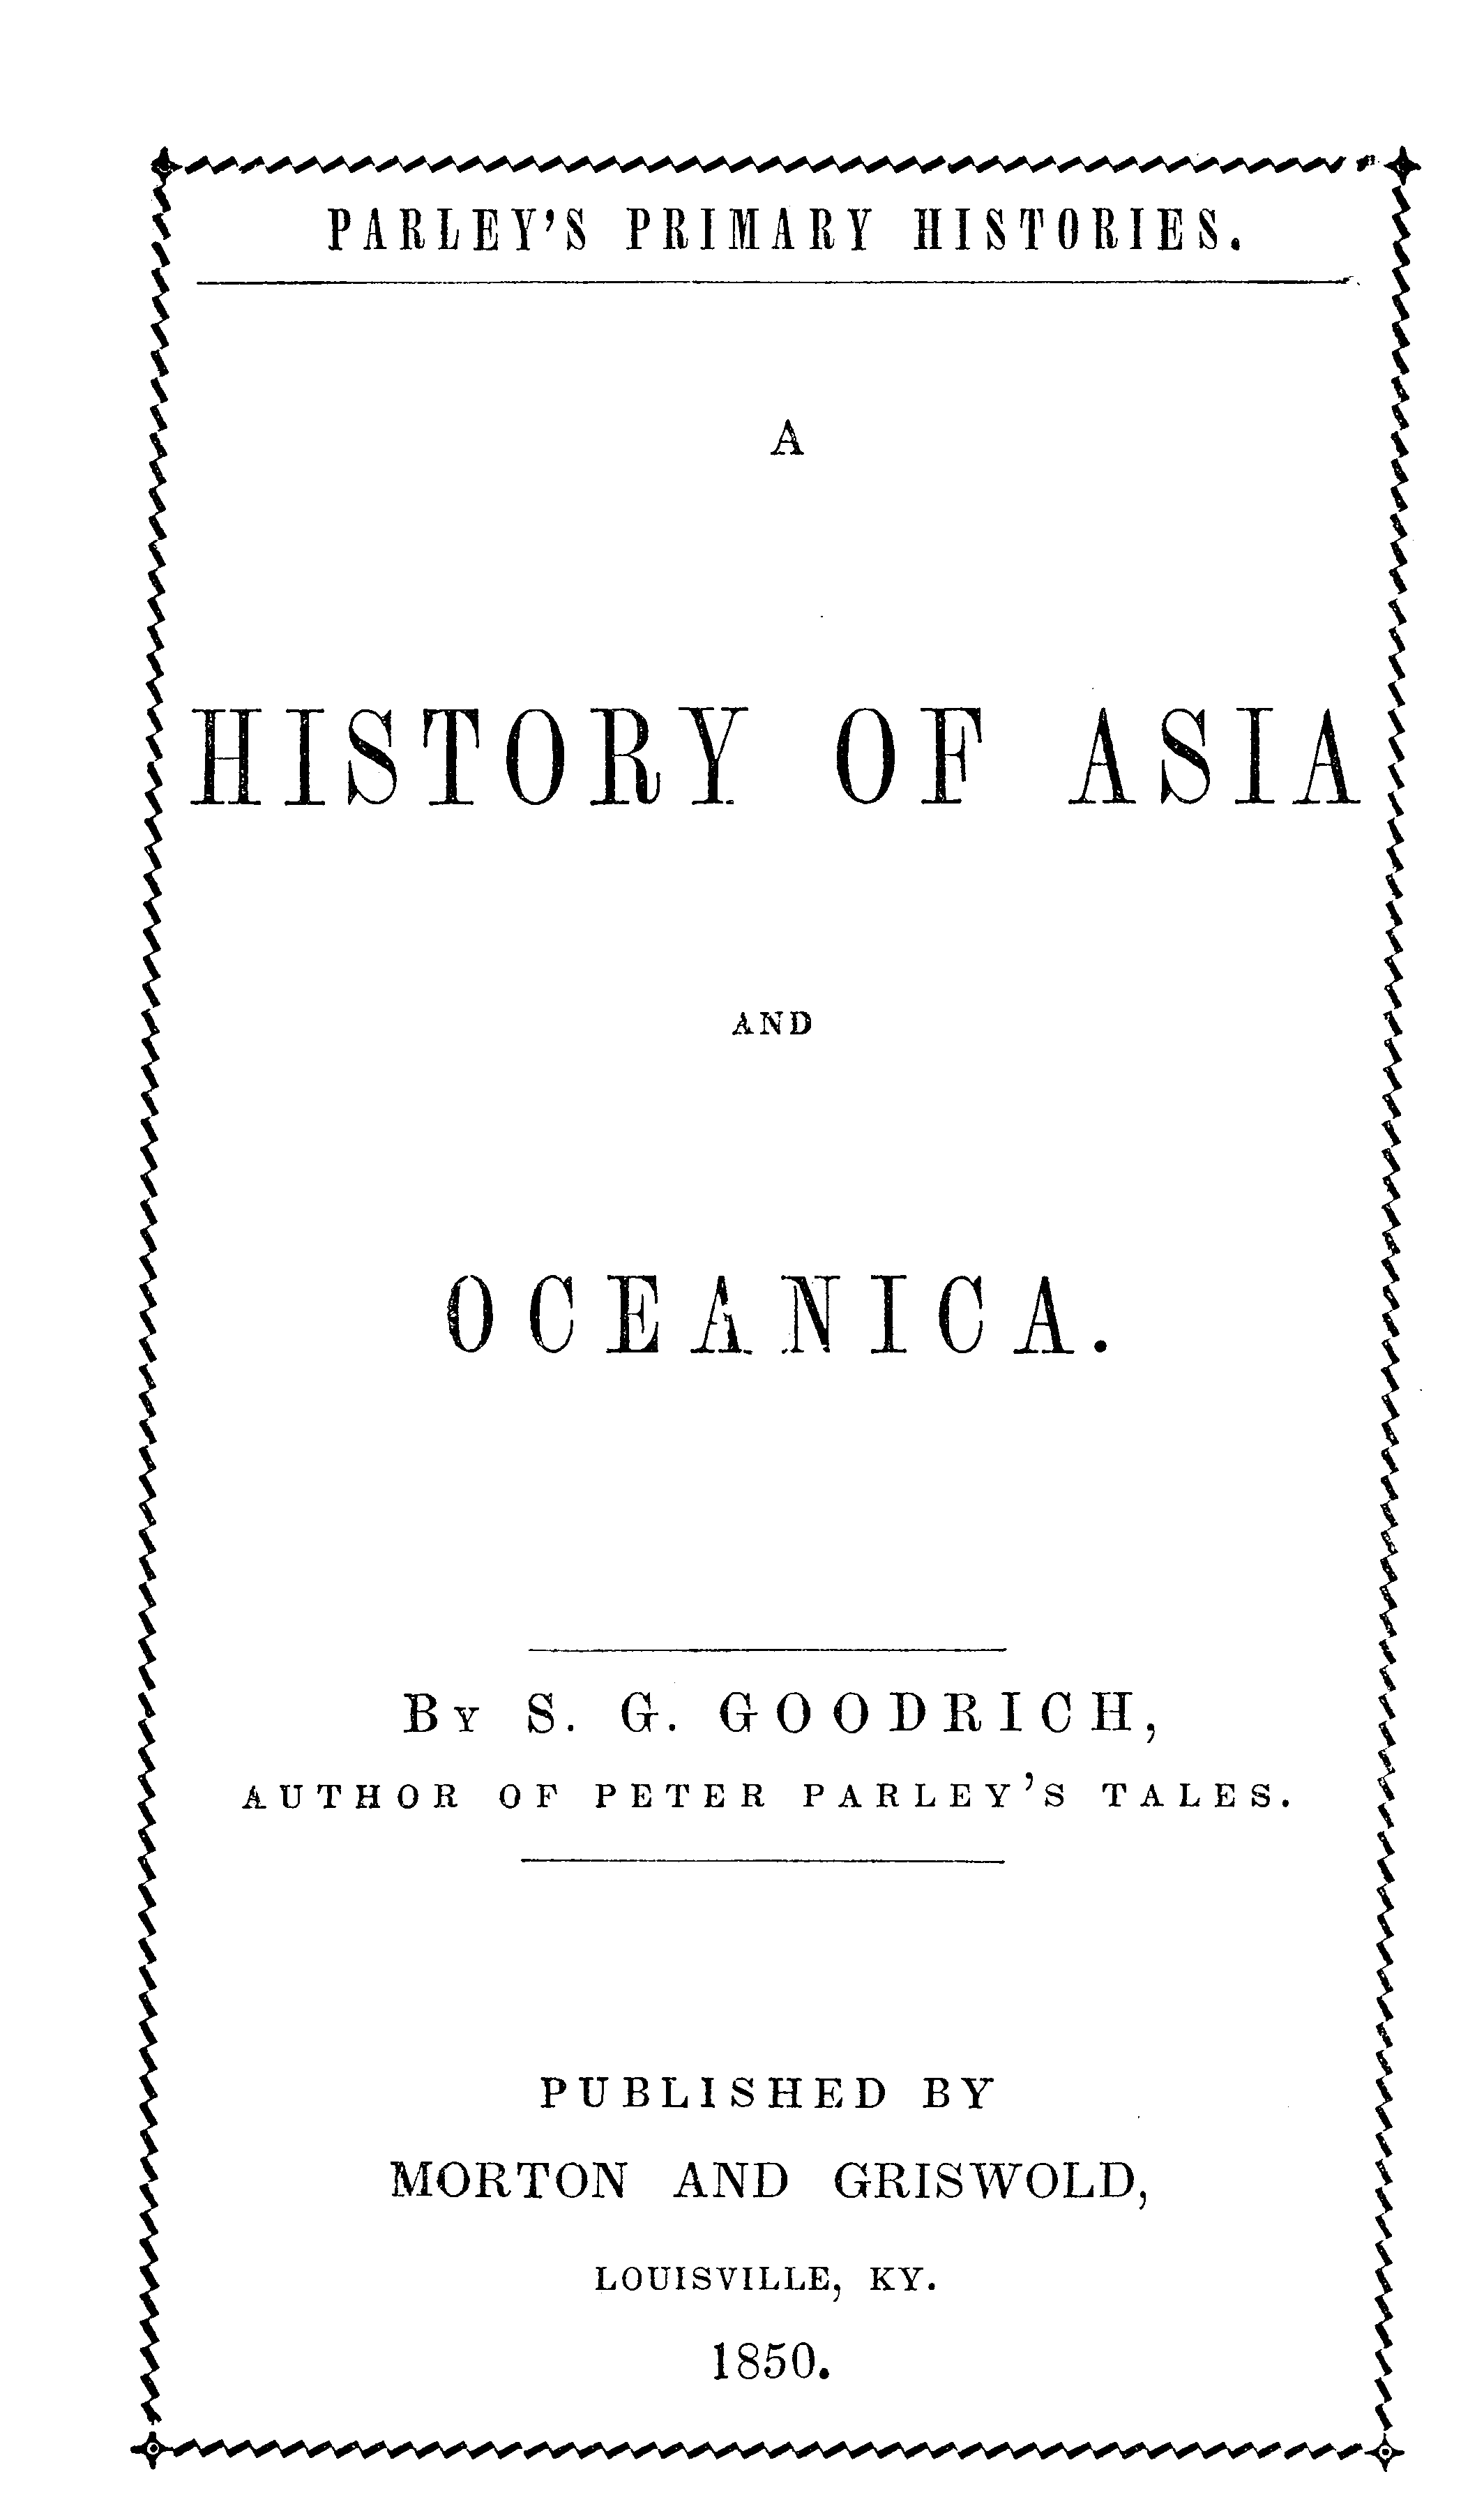 PARLEY'S PRIMARY HISTORIES.
A
HISTORY OF ASIA
AND
OCEANICA.
BY S. G. GOODRICH,
AUTHOR OF PETER PARLEY'S TALES.
PUBLISHED BY
MORTON AND GRISWOLD,
LOUISVILLE, KY.
1850.